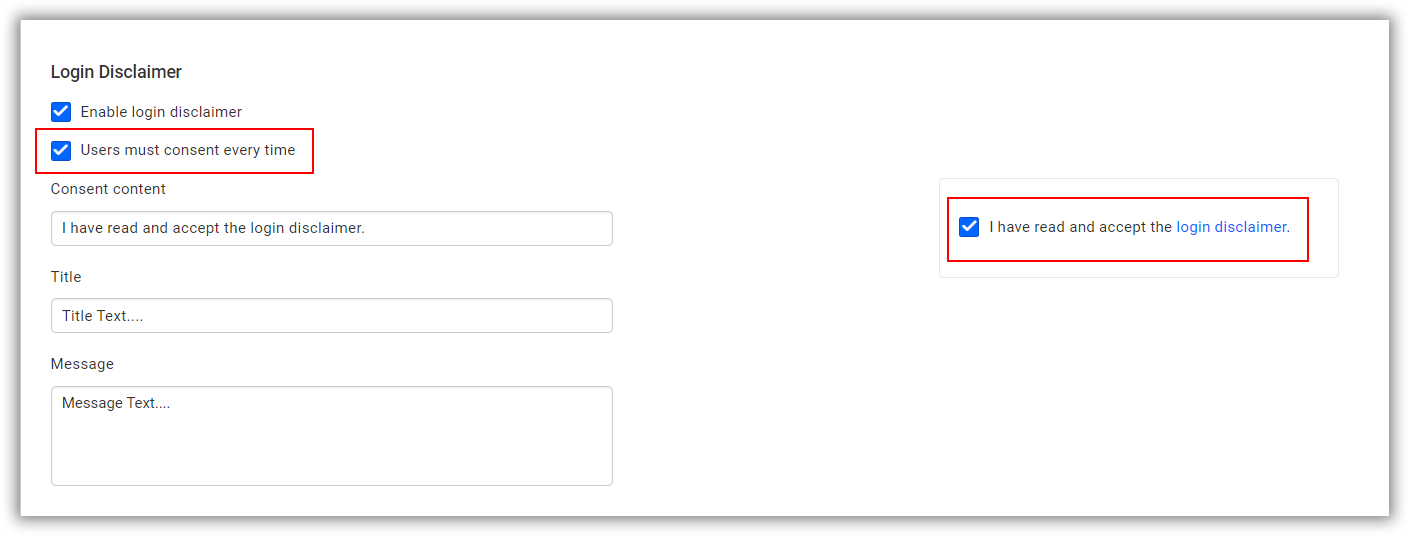 Login Disclaimer
Enable login disclaimer
Users must consent every time
Consent content
I have read and accept the login disclaimer.
I have read and accept the login disclaimer.
Title
Title Text....
Message
Message Text....